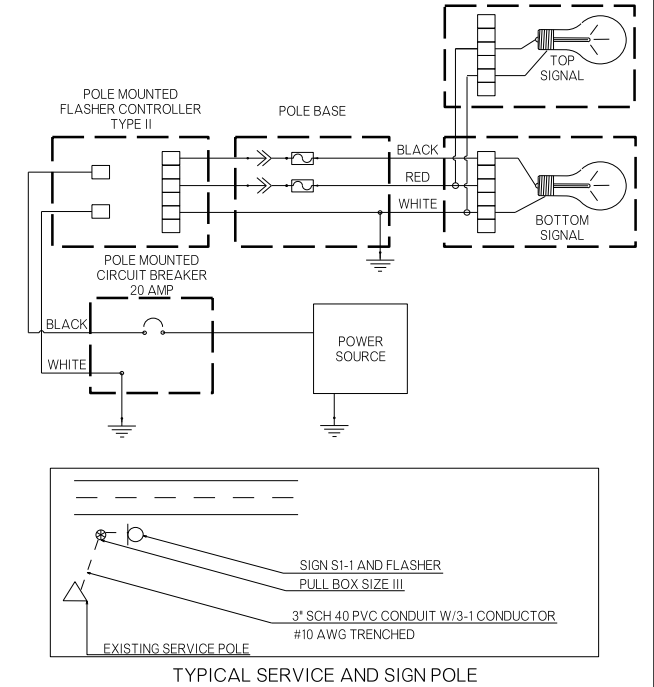 TOP
SIGNAL
POLE MOUNTED
FLASHER CONTROLLER
TYPE II
POLE BASE
BLACK
RED
WHITE
BOTTOM
SIGNAL
POLE MOUNTED
CIRCUIT BREAKER
20 AMP
BLACK
WHITE
POWER
SOURCE
SIGN S1-1 AND FLASHER
PULL BOX SIZE III
3" SCH 40 PVC CONDUIT W/3-1 CONDUCTOR
#10 AWG TRENCHED
EXISTING SERVICE POLE
TYPICAL SERVICE AND SIGN POLE